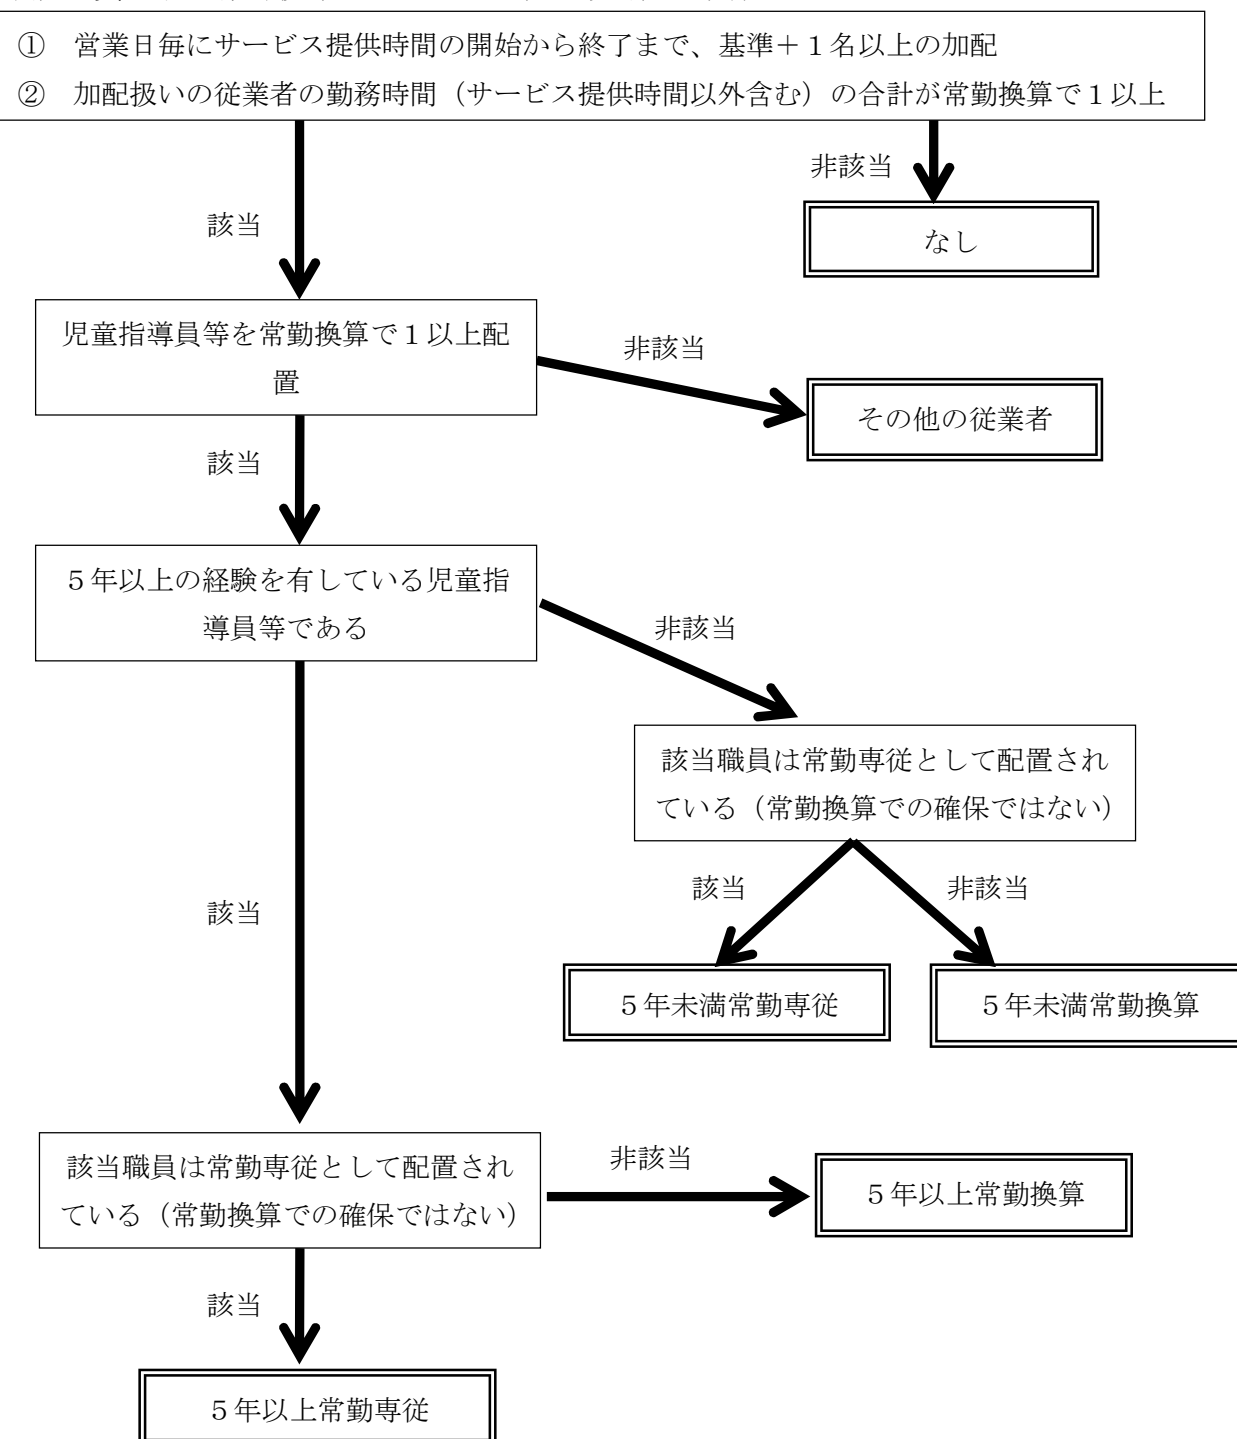 ① 営業日毎にサービス提供時間の開始から終了まで、基準＋１名以上の加配
② 加配扱いの従業者の勤務時間（サービス提供時間以外含む）の合計が常勤換算で１以上
非該当
該当
なし
児童指導員等を常勤換算で１以上配
置
非該当
その他の従業者
該当
５年以上の経験を有している児童指
導員等である
非該当
該当職員は常勤専従として配置され
ている（常勤換算での確保ではない）
該当
非該当
該当
５年未満常勤専従
５年未満常勤換算
該当職員は常勤専従として配置され
ている（常勤換算での確保ではない）
非該当
５年以上常勤換算
該当
５年以上常勤専従